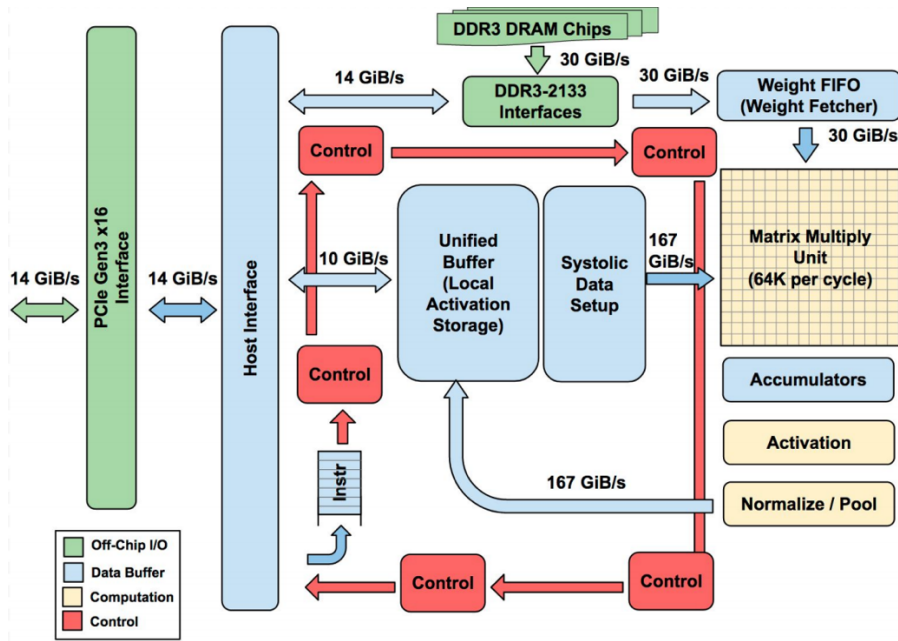 DDR3 DRAM Chips
30 GiB/s
14 GiB/s
DDR3-2133
Interfaces
30 GiB/s
Weight FIFO
(Weight Fetcher)
30 GiB/s
Control
Control
14 GiB/s
PCIe Gen3 x16
Interface
14 GiB/s
Host Interface
10 GiB/s
Unified
Buffer
(Local
Activation
Storage)
Systolic
Data
Setup
167
GiB/s
Matrix Multiply
Unit
(64K per cycle)
Control
Accumulators
Activation
Instr
167 GiB/s
Normalize / Pool
Off-Chip I/O
Data Buffer
Computation
Control
Control
Control